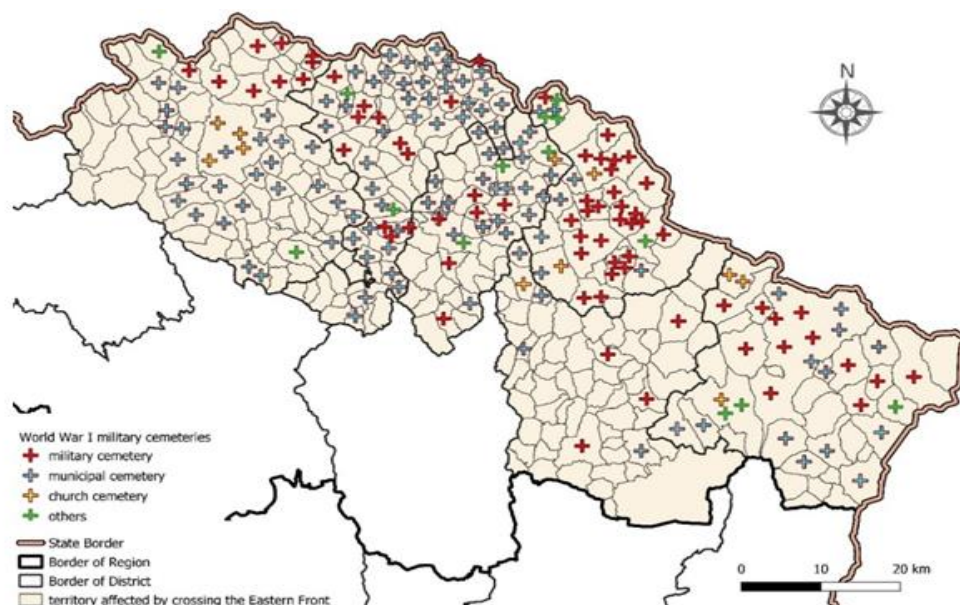 N
World War I military cemeteries
military cemetery
municipal cemetery
church cemetery
others
State Border
Border of Region
Border of District
territory affected by crossing the Eastern Front
0 10 20 km